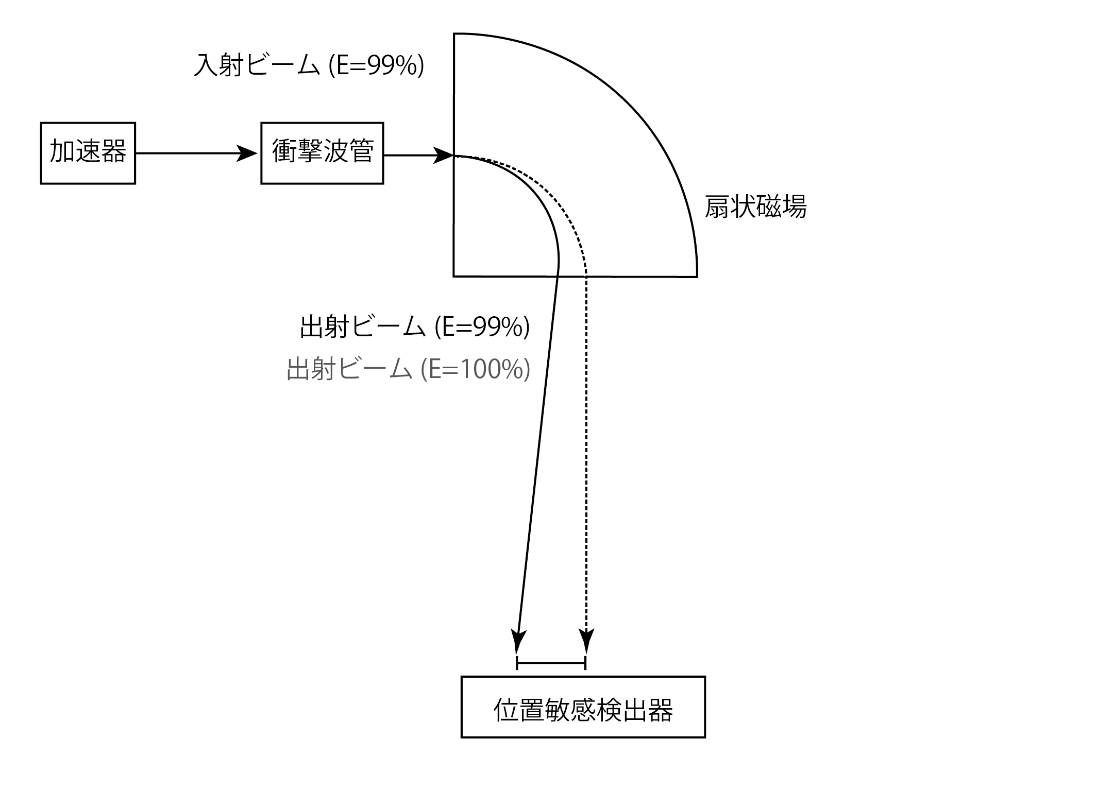 入射ビーム (E=99%)
加速器
衝撃波管
扇状磁場
出射ビーム (E=99%)
出射ビーム (E=100%)
位置敏感検出器